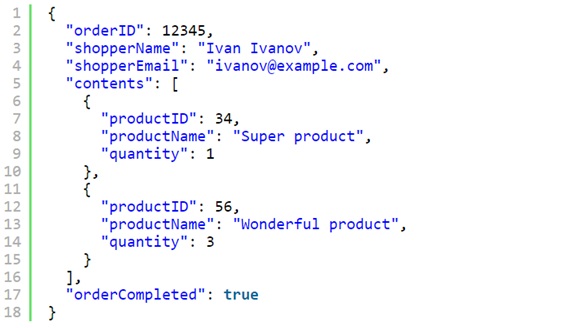 1 {
2   "orderID": 12345,
3   "shopperName": "Ivan Ivanov",
4   "shopperEmail": "ivanov@example.com",
5   "contents": [
6     {
7       "productID": 34,
8       "productName": "Super product",
9       "quantity": 1
10     },
11     {
12       "productID": 56,
13       "productName": "Wonderful product",
14       "quantity": 3
15     }
16   ],
17   "orderCompleted": true
18 }